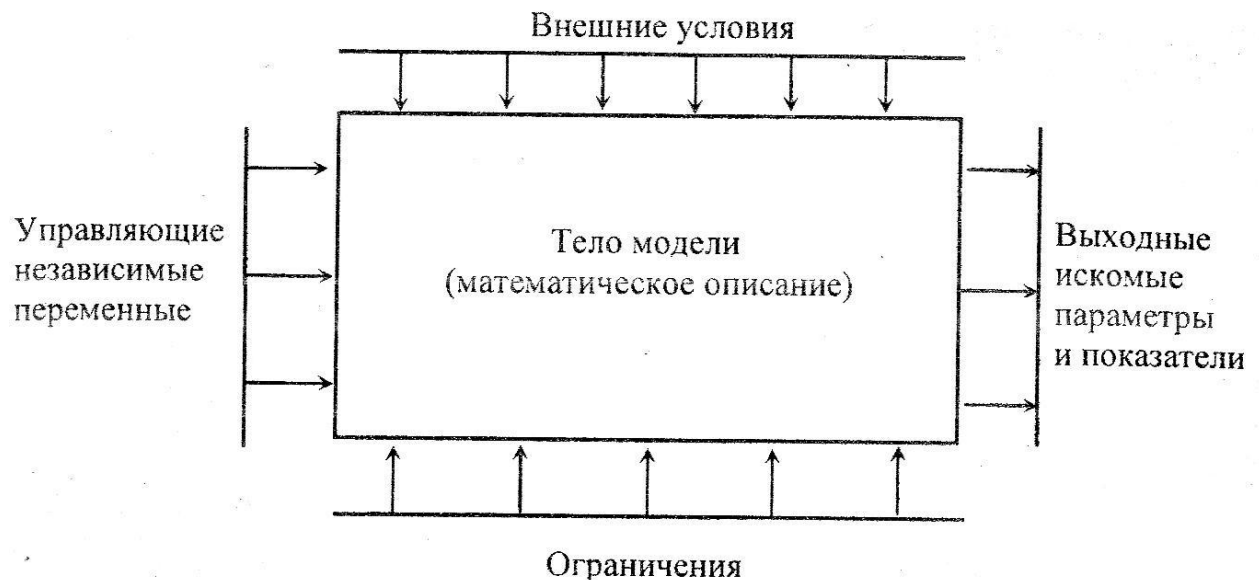 Внешние условия
Управляющие
независимые
переменные
Тело модели
(математическое описание)
Выходные
искомые
параметры
и показатели
Ограничения